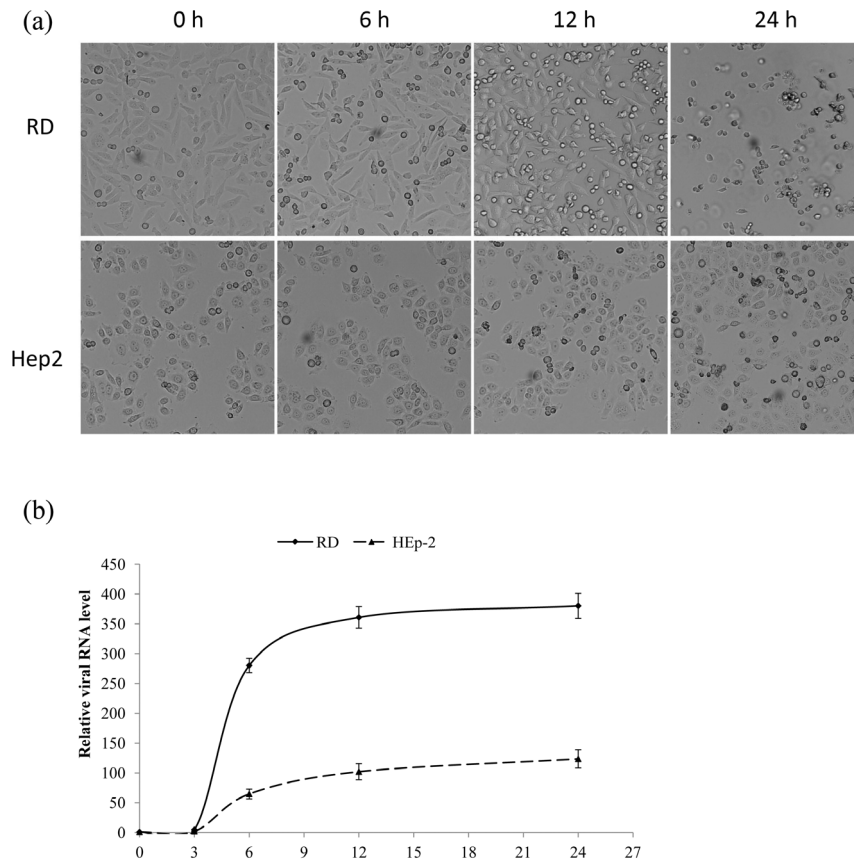 (a)
0 h 6 h 12 h 24 h
RD
Hep2
(b)
RD HEp-2
Relative viral RNA level
450
400
350
300
250
200
150
100
50
0
0 3 6 9 12 15 18 21 24 27